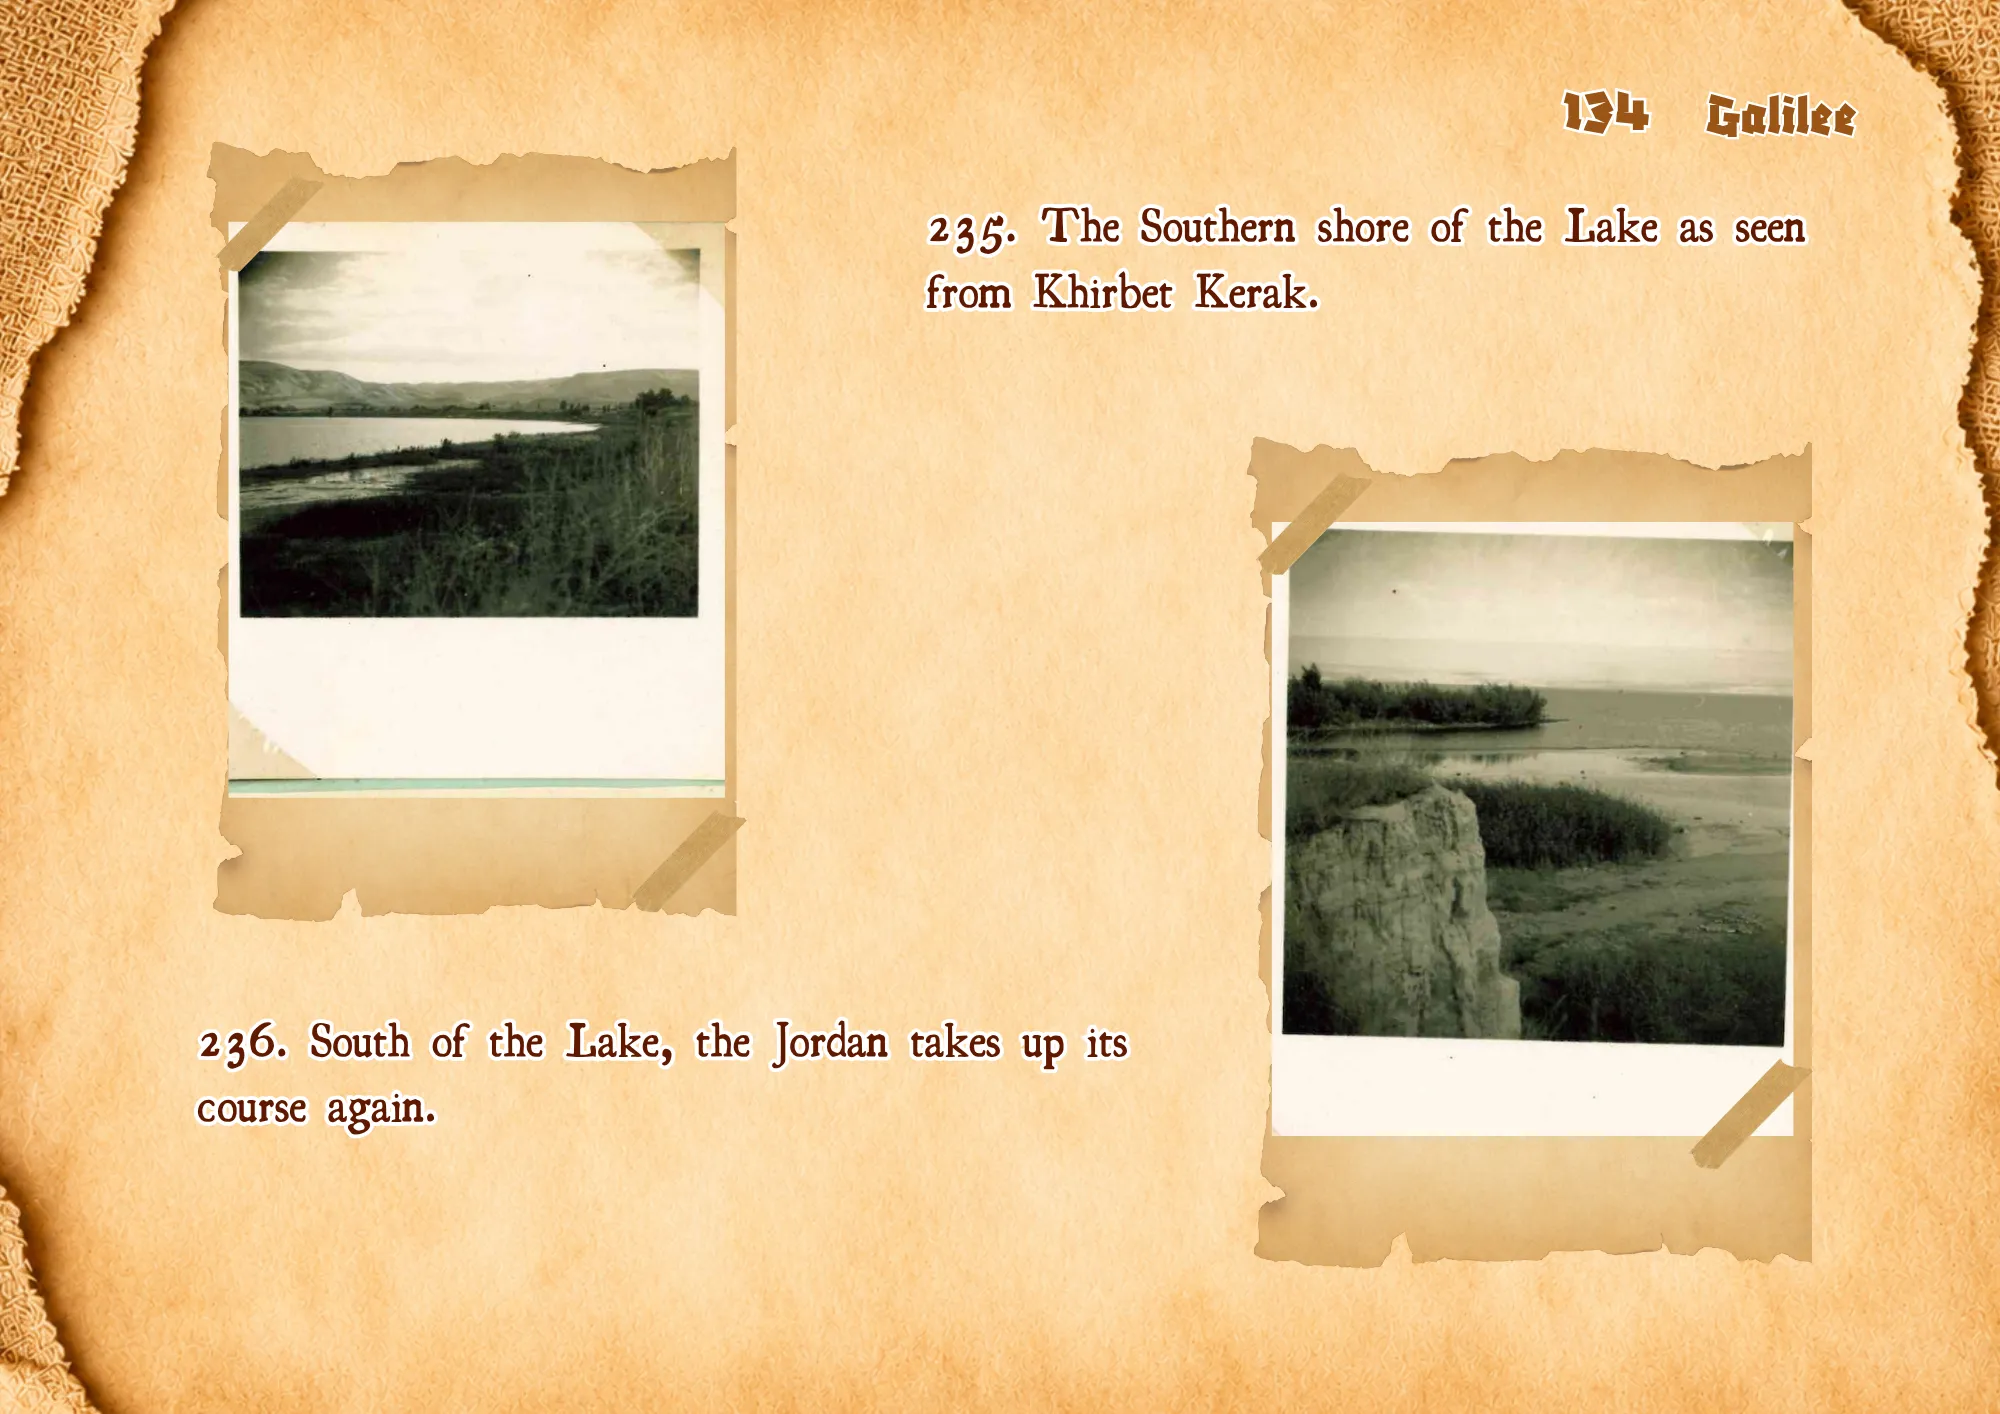 134 Galilee
235. The Southern shore of the Lake as seen
from Khirbet Kerak.
236. South of the Lake, the Jordan takes up its
course again.